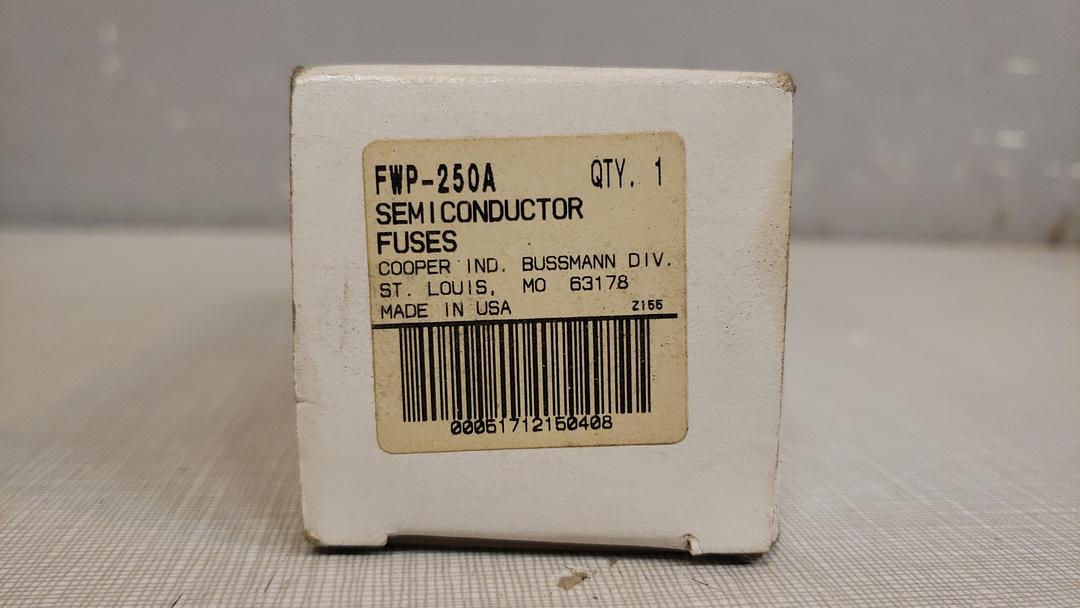 FWP-250A QTY. 1
SEMICONDUCTOR
FUSES
COOPER IND. BUSSMANN DIV.
ST. LOUIS, MO 63178
MADE IN USA Z155
00051712150408